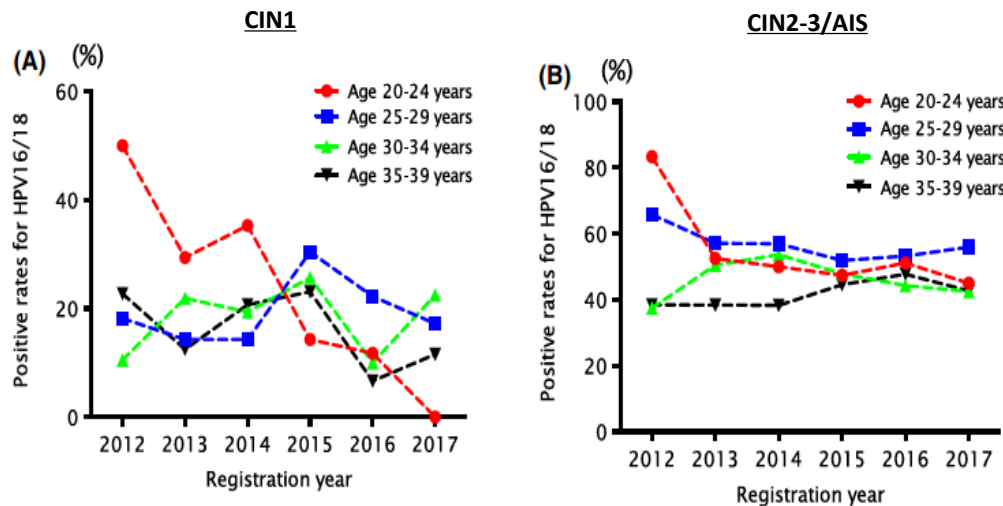 CIN1
CIN2-3/AIS
(A)
(%)
Age 20-24 years
Age 25-29 years
Age 30-34 years
Age 35-39 years
Positive rates for HPV16/18
60
40
20
0
2012 2013 2014 2015 2016 2017
Registration year
(B)
(%)
Age 20-24 years
Age 25-29 years
Age 30-34 years
Age 35-39 years
Positive rates for HPV16/18
100
80
60
40
20
0
2012 2013 2014 2015 2016 2017
Registration year